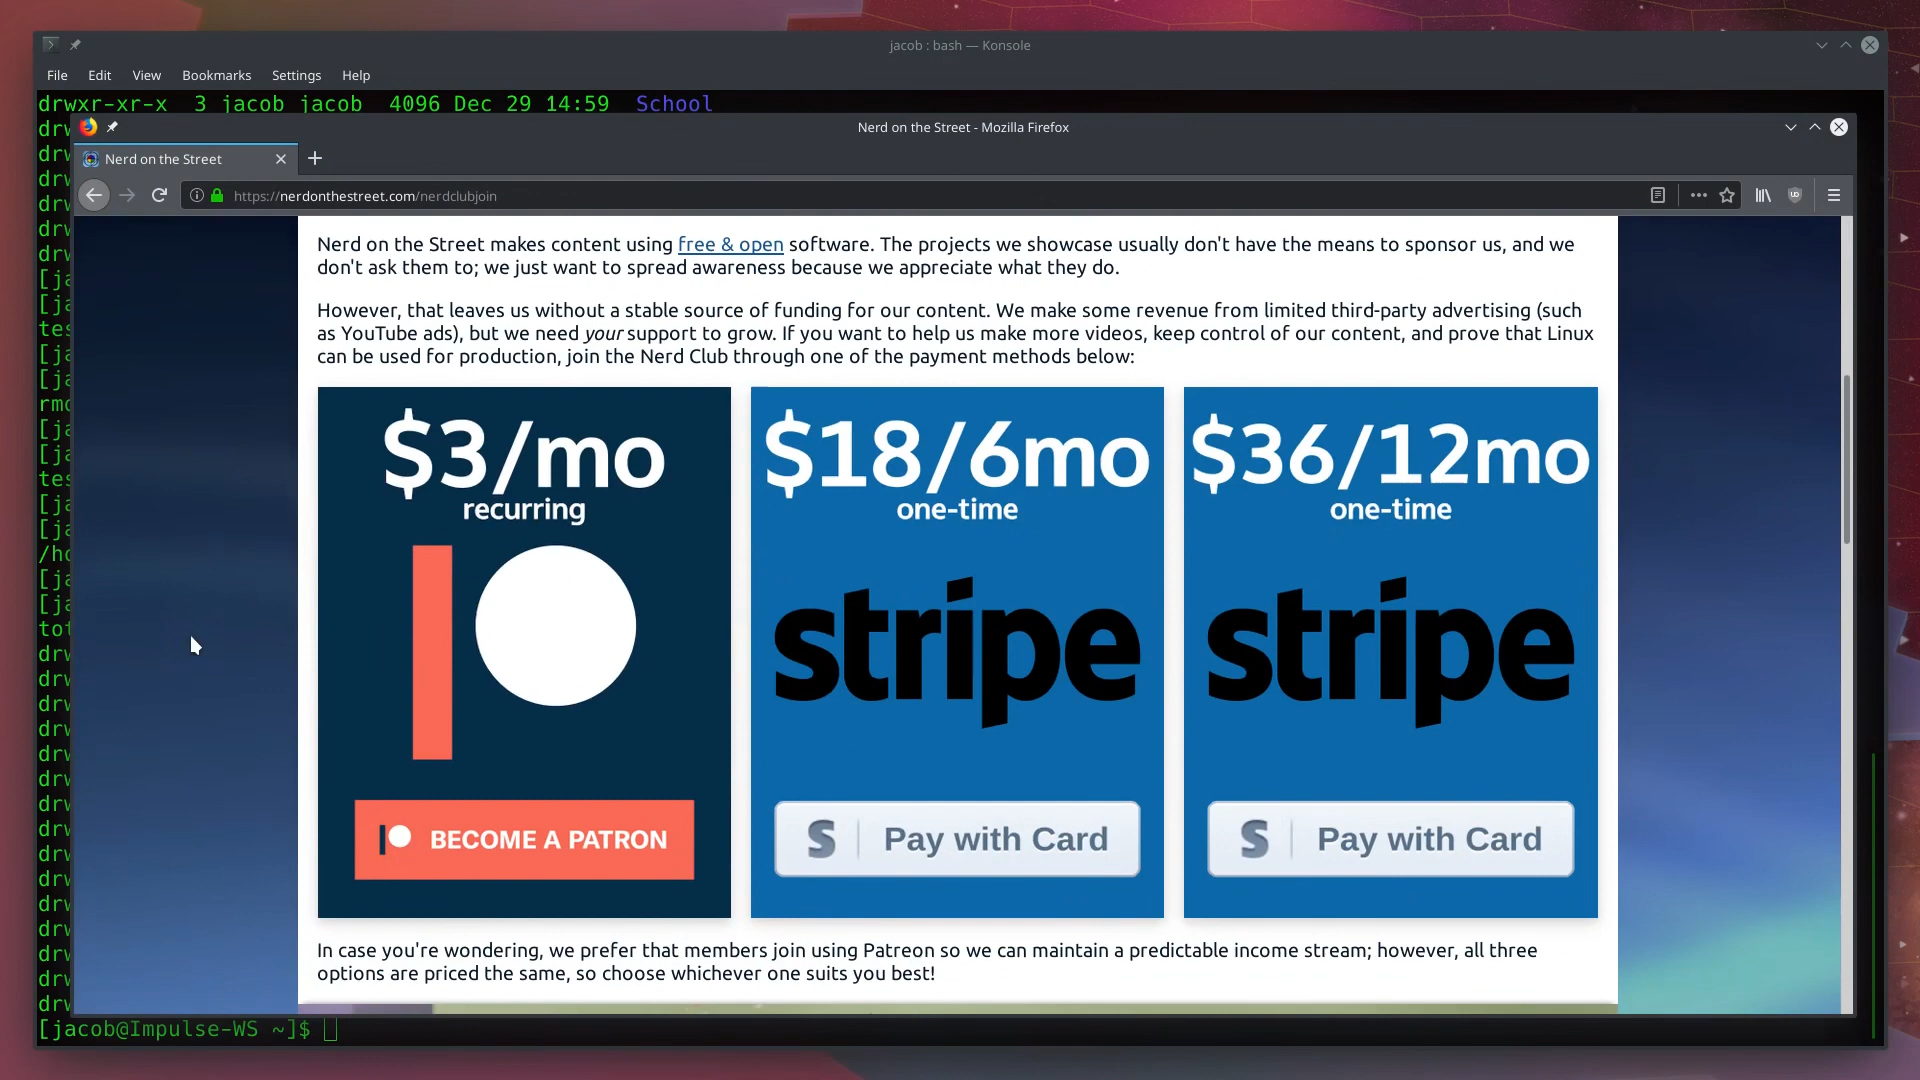 jacob : bash — Konsole
File Edit View Bookmarks Settings Help
drwxr-xr-x 3 jacob jacob 4096 Dec 29 14:59 School
Nerd on the Street - Mozilla Firefox
Nerd on the Street
https://nerdonthestreet.com/nerdclubjoin
Nerd on the Street makes content using free & open software. The projects we showcase usually don't have the means to sponsor us, and we
don't ask them to; we just want to spread awareness because we appreciate what they do.
However, that leaves us without a stable source of funding for our content. We make some revenue from limited third-party advertising (such
as YouTube ads), but we need your support to grow. If you want to help us make more videos, keep control of our content, and prove that Linux
can be used for production, join the Nerd Club through one of the payment methods below:
$3/mo
recurring
BECOME A PATRON
$18/6mo
one-time
stripe
Pay with Card
$36/12mo
one-time
stripe
Pay with Card
In case you're wondering, we prefer that members join using Patreon so we can maintain a predictable income stream; however, all three
options are priced the same, so choose whichever one suits you best!
[jacob@Impulse-WS ~]$